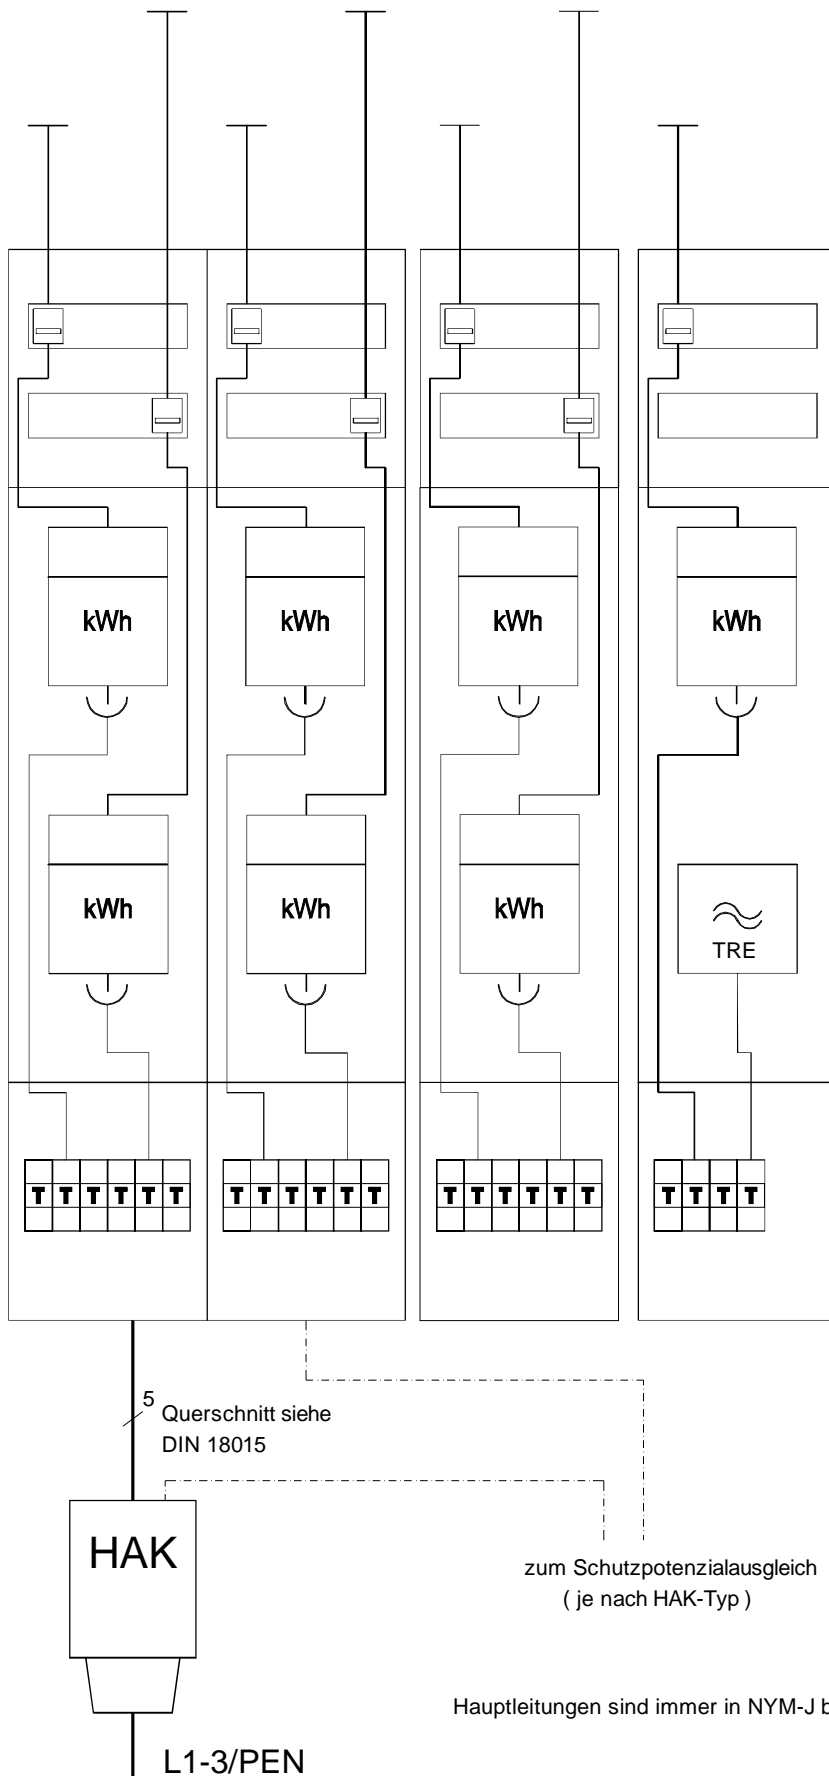 kWh kWh kWh kWh
kWh kWh kWh
TRE
T T T T T T T T T T T T T T T T T T T T T T
5
Querschnitt siehe
DIN 18015
HAK
zum Schutzpotenzialausgleich
( je nach HAK-Typ )
Hauptleitungen sind immer in NYM-J b
L1-3/PEN